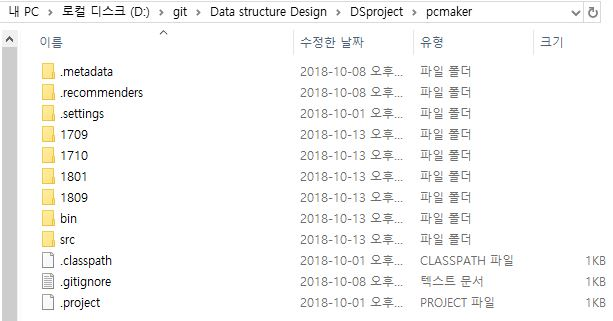 내 PC > 로컬 디스크 (D:) > git > Data structure Design > DSproject > pcmaker
이름 수정한 날짜 유형 크기
.metadata 2018-10-08 오후... 파일 폴더
.recommenders 2018-10-08 오후... 파일 폴더
.settings 2018-10-01 오후... 파일 폴더
1709 2018-10-13 오후... 파일 폴더
1710 2018-10-13 오후... 파일 폴더
1801 2018-10-13 오후... 파일 폴더
1809 2018-10-13 오후... 파일 폴더
bin 2018-10-13 오후... 파일 폴더
src 2018-10-13 오후... 파일 폴더
.classpath 2018-10-01 오후... CLASSPATH 파일 1KB
.gitignore 2018-10-08 오후... 텍스트 문서 1KB
.project 2018-10-01 오후... PROJECT 파일 1KB